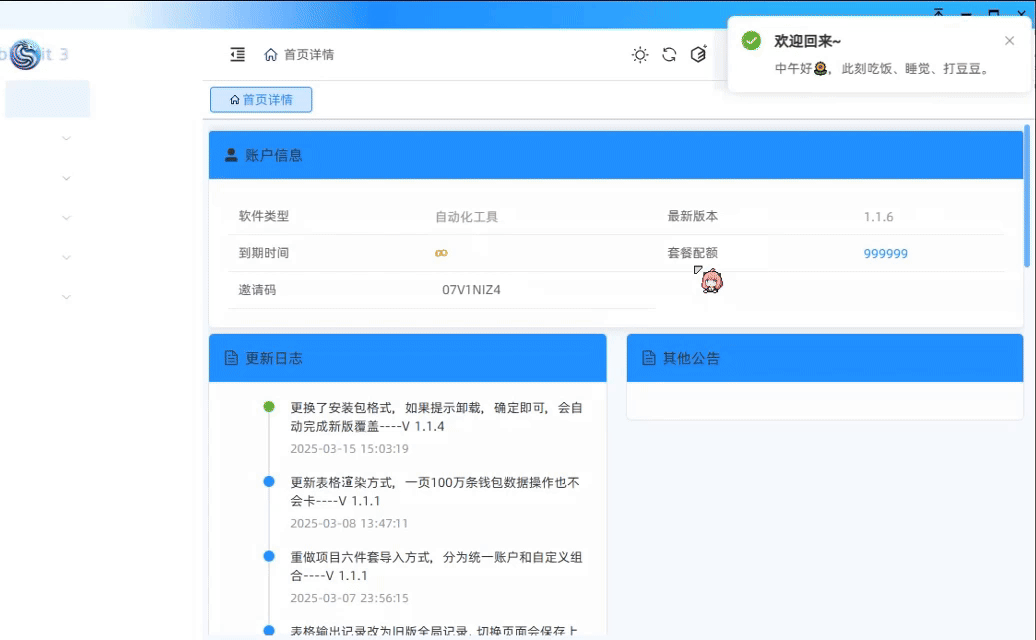 it 3
首页详情
欢迎回来~
中午好🌻，此刻吃饭、睡觉、打豆豆。
首页详情
账户信息
软件类型 自动化工具 最新版本 1.1.6
到期时间 ∞ 套餐配额 999999
邀请码 07V1NIZ4
更新日志
更换了安装包格式，如果提示卸载，确定即可，会自
动完成新版覆盖----V 1.1.4
2025-03-15 15:03:19
更新表格渲染方式，一页100万条钱包数据操作也不
会卡----V 1.1.1
2025-03-08 13:47:11
重做项目六件套导入方式，分为统一账户和自定义组
合----V 1.1.1
2025-03-07 23:56:15
表格输出记录改为旧版全局记录，切换页面会保存上
其他公告